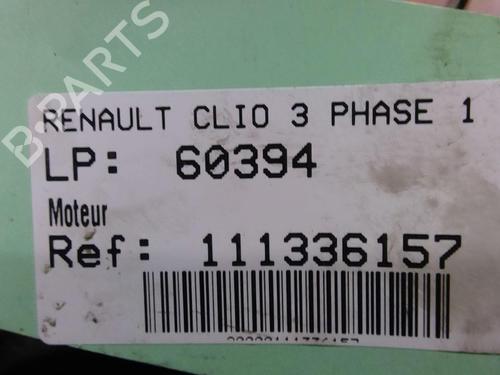 RENAULT CLIO 3 PHASE 1
LP: 60394
Moteur
Ref: 111336157
B-PARTS